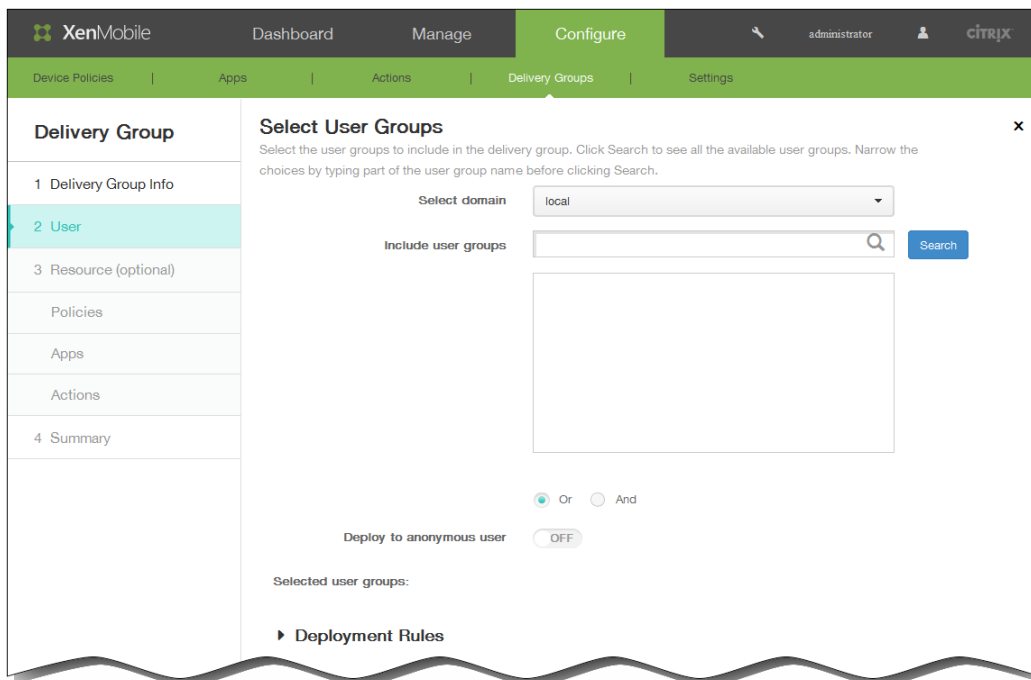 XenMobile Dashboard Manage Configure administrator CITRIX
Device Policies | Apps | Actions | Delivery Groups | Settings
Delivery Group
1 Delivery Group Info
2 User
3 Resource (optional)
Policies
Apps
Actions
4 Summary
Select User Groups x
Select the user groups to include in the delivery group. Click Search to see all the available user groups. Narrow the
choices by typing part of the user group name before clicking Search.
Select domain local
Include user groups Search
Or And
Deploy to anonymous user OFF
Selected user groups:
Deployment Rules